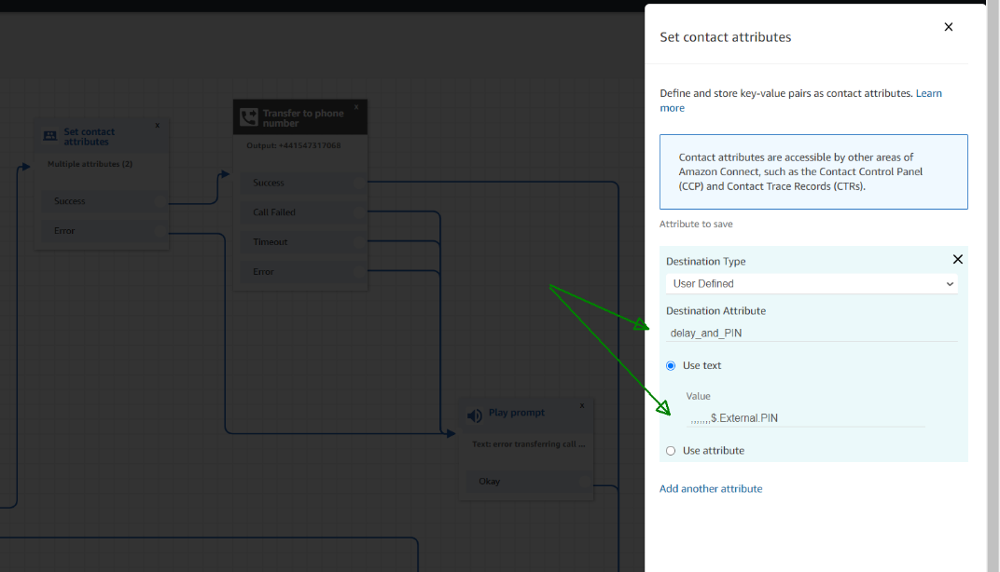 Set contact
attributes
x
Multiple attributes (2)
Success
Error
Transfer to phone
number
x
Output: +441547317068
Success
Call Failed
Timeout
Error
Play prompt
x
Text: error transferring call ...
Okay
Set contact attributes
Define and store key-value pairs as contact attributes. Learn
more
Contact attributes are accessible by other areas of
Amazon Connect, such as the Contact Control Panel
(CCP) and Contact Trace Records (CTRs).
Attribute to save
Destination Type
User Defined
Destination Attribute
delay_and_PIN
Use text
Value
,,,,,,,$.External.PIN
Use attribute
Add another attribute